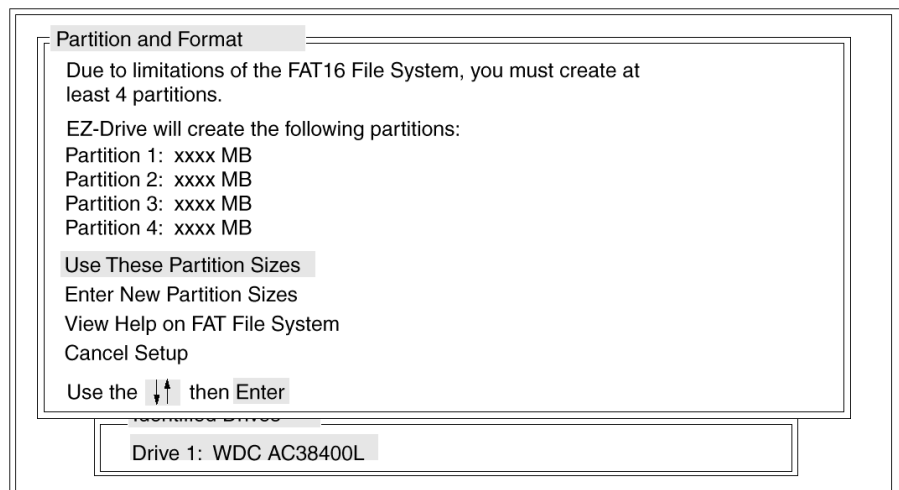 Partition and Format
Due to limitations of the FAT16 File System, you must create at
least 4 partitions.
EZ-Drive will create the following partitions:
Partition 1: xxxx MB
Partition 2: xxxx MB
Partition 3: xxxx MB
Partition 4: xxxx MB
Use These Partition Sizes
Enter New Partition Sizes
View Help on FAT File System
Cancel Setup
Use the ↓↑ then Enter
Identified Drives
Drive 1: WDC AC38400L